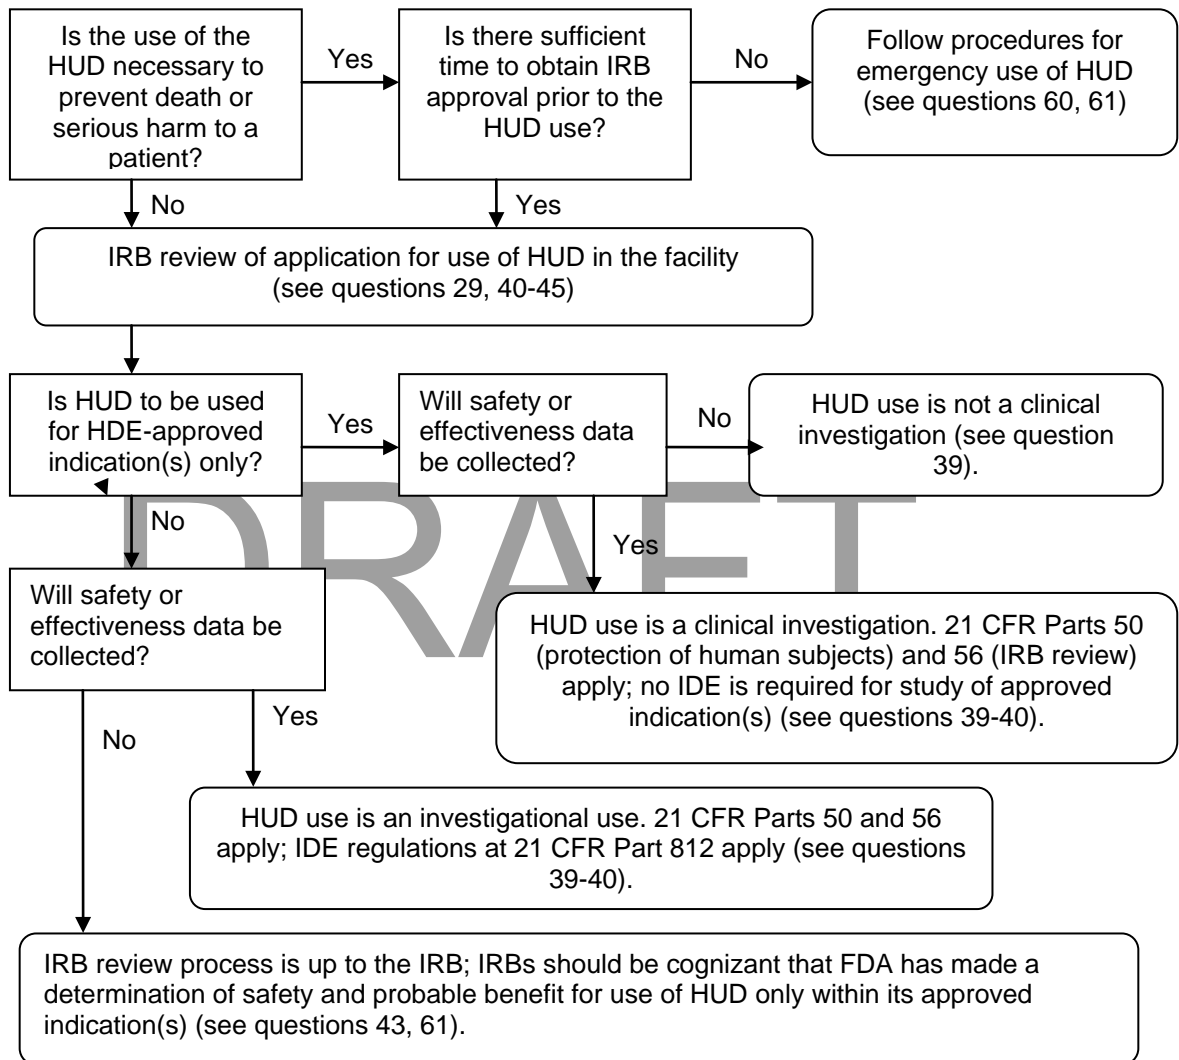 Is the use of the
HUD necessary to
prevent death or
serious harm to a
patient?
Yes
Is there sufficient
time to obtain IRB
approval prior to the
HUD use?
No
Follow procedures for
emergency use of HUD
(see questions 60, 61)
No
Yes
IRB review of application for use of HUD in the facility
(see questions 29, 40-45)
Is HUD to be used
for HDE-approved
indication(s) only?
Yes
Will safety or
effectiveness data
be collected?
No
HUD use is not a clinical
investigation (see question
39).
DRAFT
No
Yes
Will safety or
effectiveness data be
collected?
HUD use is a clinical investigation. 21 CFR Parts 50
(protection of human subjects) and 56 (IRB review)
apply; no IDE is required for study of approved
indication(s) (see questions 39-40).
No
Yes
HUD use is an investigational use. 21 CFR Parts 50 and 56
apply; IDE regulations at 21 CFR Part 812 apply (see questions
39-40).
IRB review process is up to the IRB; IRBs should be cognizant that FDA has made a
determination of safety and probable benefit for use of HUD only within its approved
indication(s) (see questions 43, 61).